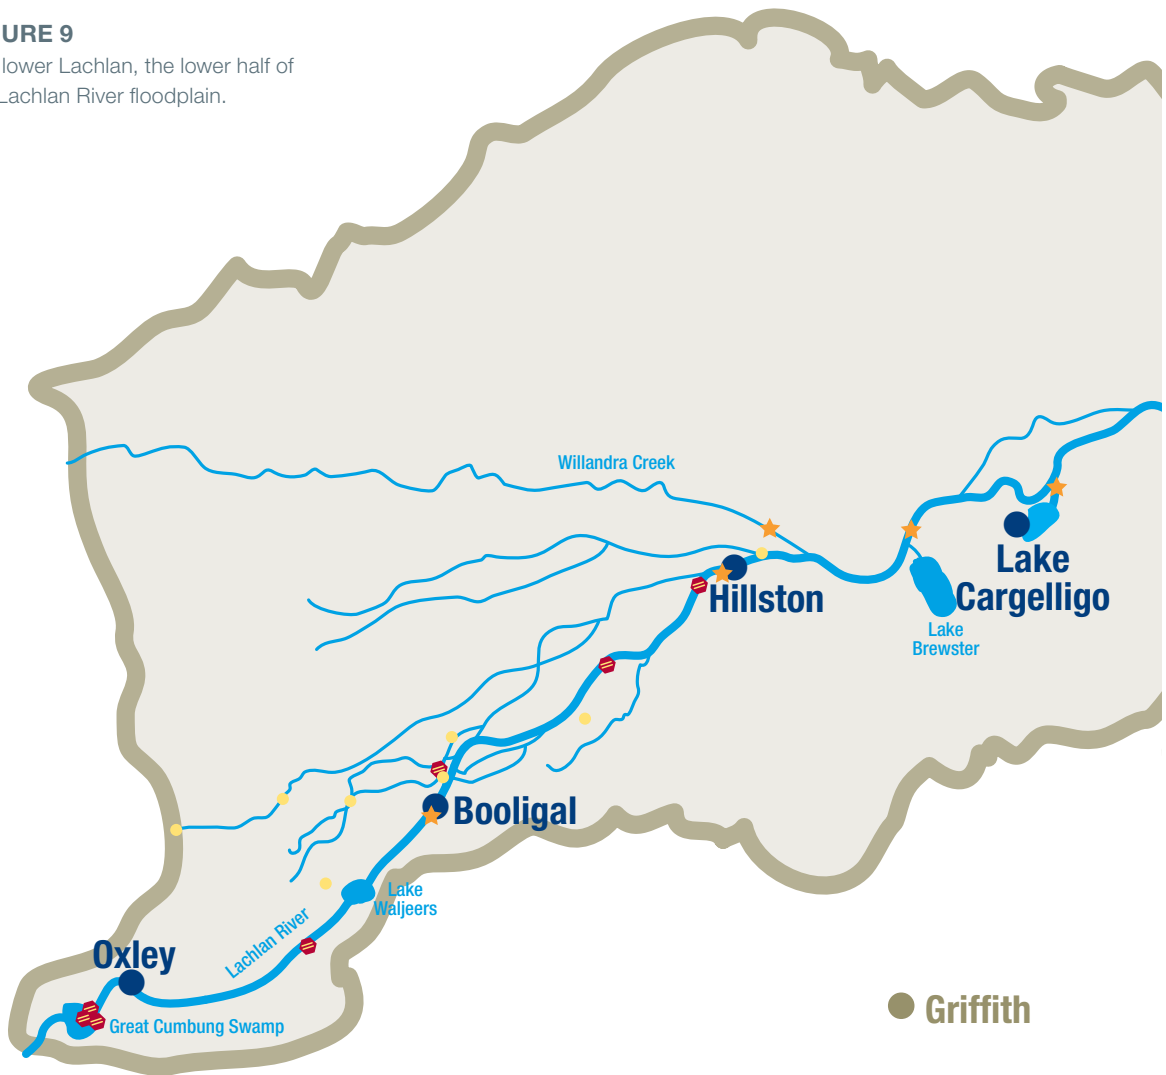 URE 9
lower Lachlan, the lower half of
Lachlan River floodplain.
Willandra Creek
Hillston
Lake
Cargelligo
Lake
Brewster
Booligal
Lake
Waljeers
Lachlan River
Oxley
Great Cumbung Swamp
Griffith